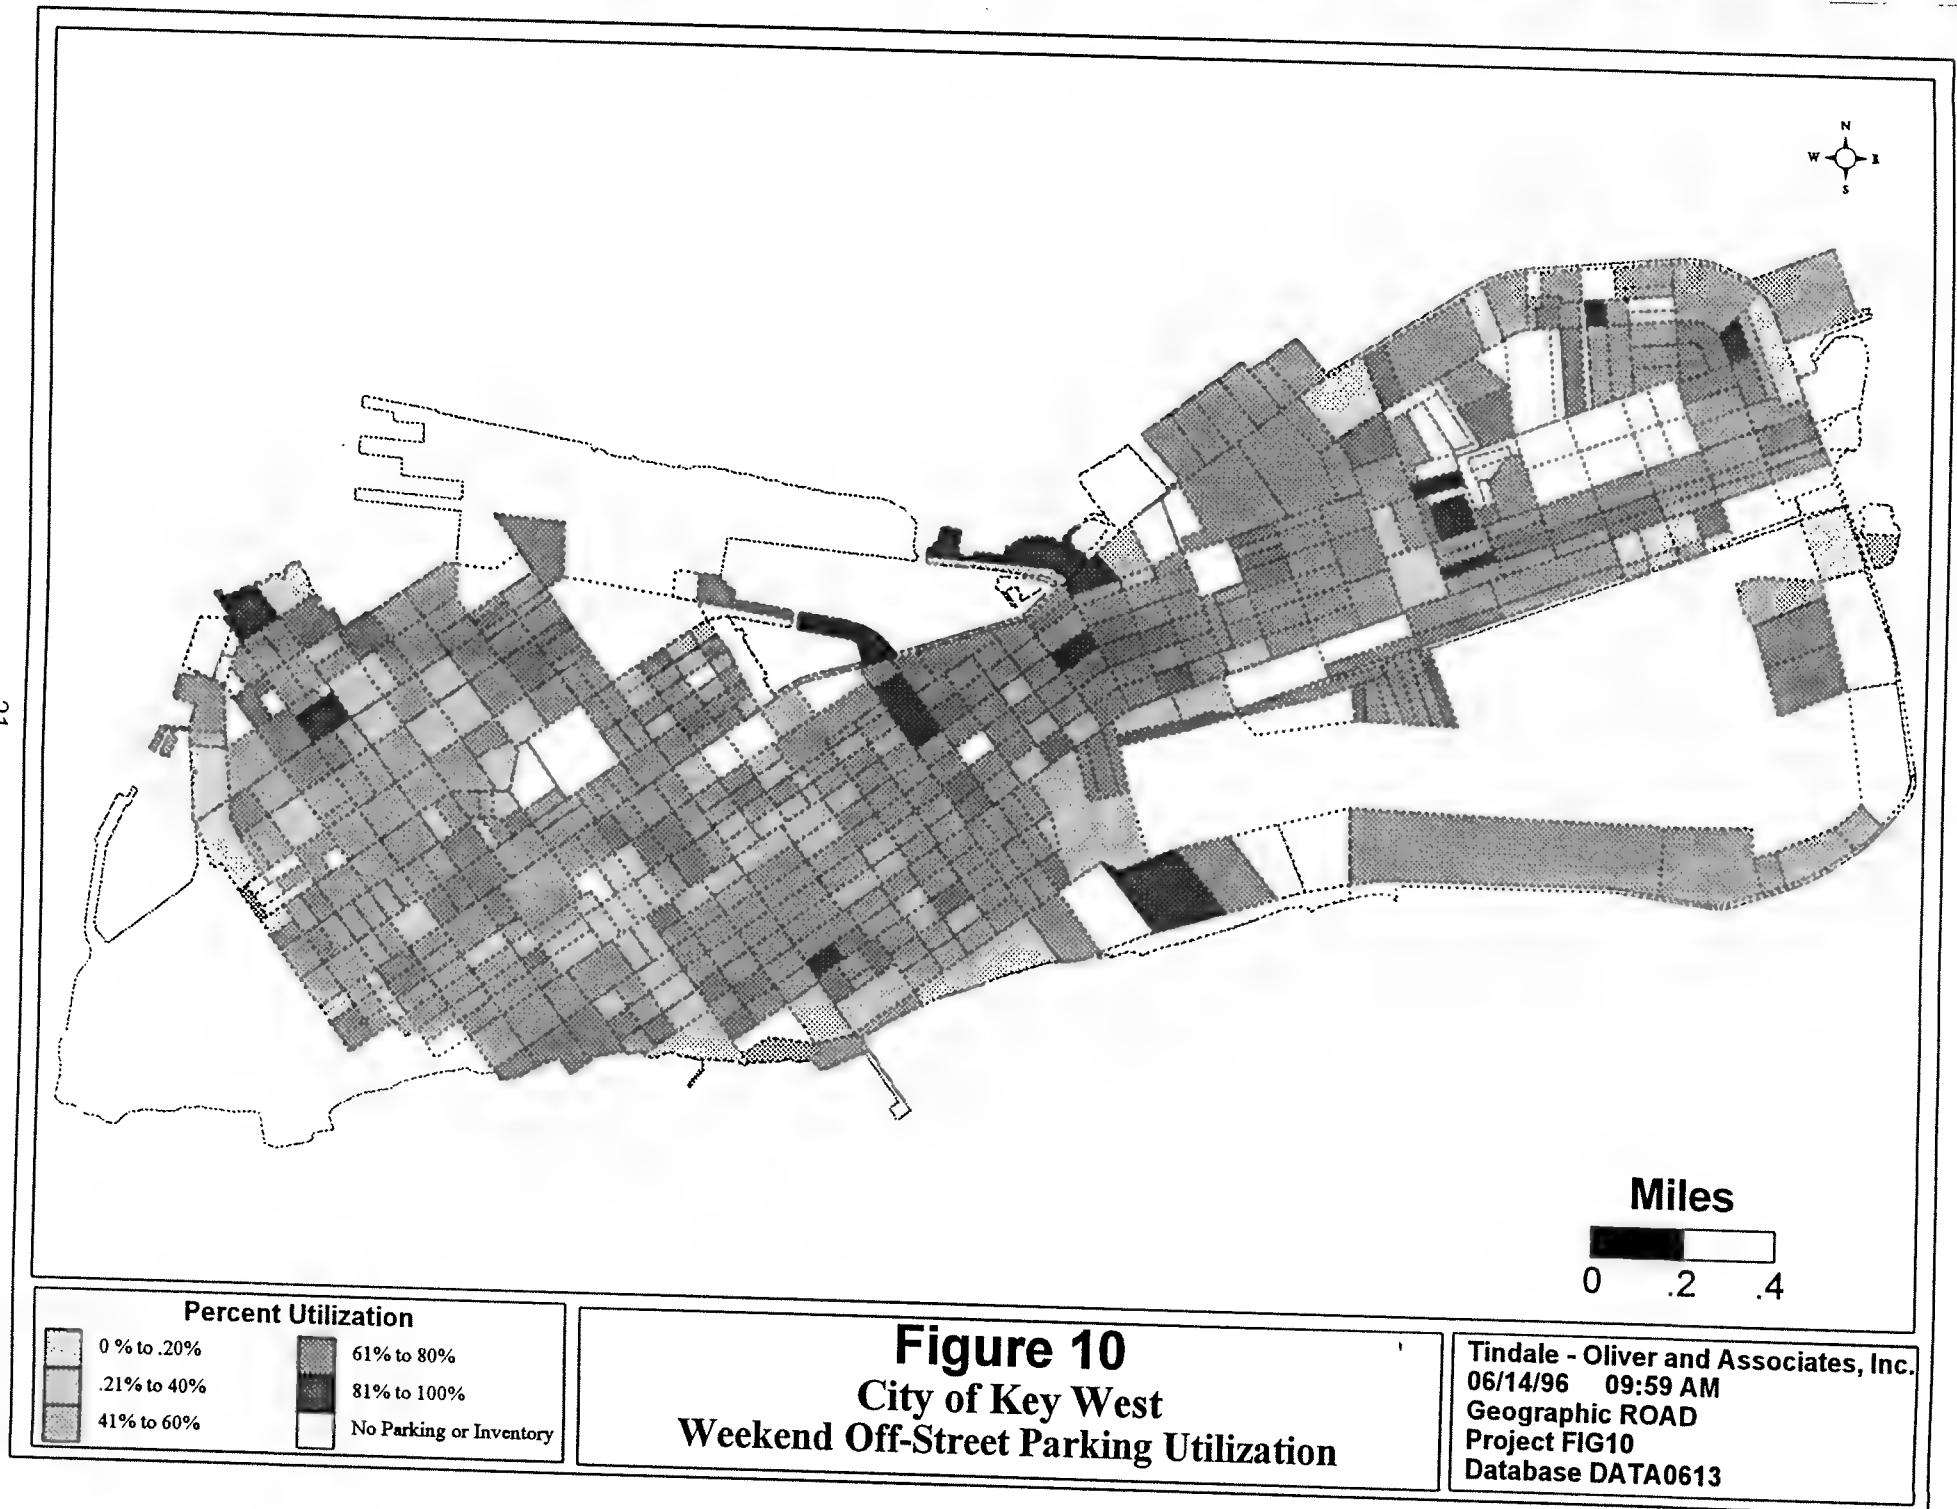 N
W E
S
21
Miles
0 .2 .4
Percent Utilization
0 % to .20%
.21% to 40%
41% to 60%
61% to 80%
81% to 100%
No Parking or Inventory
Figure 10
City of Key West
Weekend Off-Street Parking Utilization
Tindale - Oliver and Associates, Inc.
06/14/96 09:59 AM
Geographic ROAD
Project FIG10
Database DATA0613